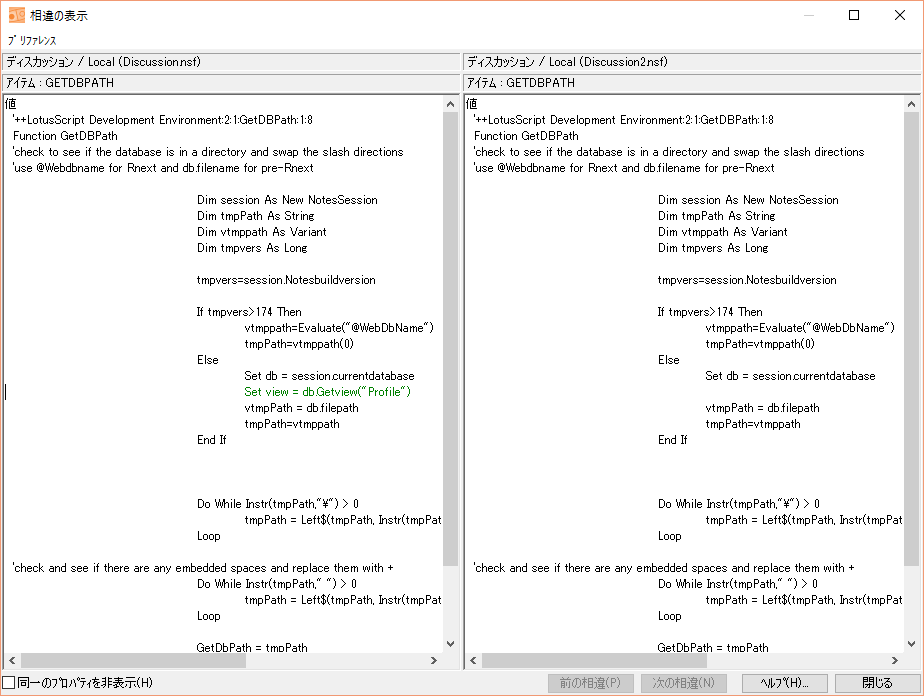 相違の表示
プリファレンス
ディスカッション / Local (Discussion.nsf)
アイテム : GETDBPATH
値
'++LotusScript Development Environment:2:1:GetDBPath:1:8
Function GetDBPath
'check to see if the database is in a directory and swap the slash directions
'use @Webdbname for Rnext and db.filename for pre-Rnext
Dim session As New NotesSession
Dim tmpPath As String
Dim vtmppath As Variant
Dim tmpvers As Long
tmpvers=session.Notesbuildversion
If tmpvers>174 Then
vtmppath=Evaluate("@WebDbName")
tmpPath=vtmppath(0)
Else
Set db = session.currentdatabase
Set view = db.Getview("Profile")
vtmpPath = db.filepath
tmpPath=vtmppath
End If
Do While Instr(tmpPath,"¥") > 0
tmpPath = Left$(tmpPath, Instr(tmpPat
Loop
'check and see if there are any embedded spaces and replace them with +
Do While Instr(tmpPath," ") > 0
tmpPath = Left$(tmpPath, Instr(tmpPat
Loop
GetDbPath = tmpPath
ディスカッション / Local (Discussion2.nsf)
アイテム : GETDBPATH
値
'++LotusScript Development Environment:2:1:GetDBPath:1:8
Function GetDBPath
'check to see if the database is in a directory and swap the slash directions
'use @Webdbname for Rnext and db.filename for pre-Rnext
Dim session As New NotesSession
Dim tmpPath As String
Dim vtmppath As Variant
Dim tmpvers As Long
tmpvers=session.Notesbuildversion
If tmpvers>174 Then
vtmppath=Evaluate("@WebDbName")
tmpPath=vtmppath(0)
Else
Set db = session.currentdatabase
vtmpPath = db.filepath
tmpPath=vtmppath
End If
Do While Instr(tmpPath,"¥") > 0
tmpPath = Left$(tmpPath, Instr(tmpPat
Loop
'check and see if there are any embedded spaces and replace them with +
Do While Instr(tmpPath," ") > 0
tmpPath = Left$(tmpPath, Instr(tmpPat
Loop
GetDbPath = tmpPath
同一のプロパティを非表示(H)
前の相違(P)
次の相違(N)
ヘルプ(H)...
閉じる